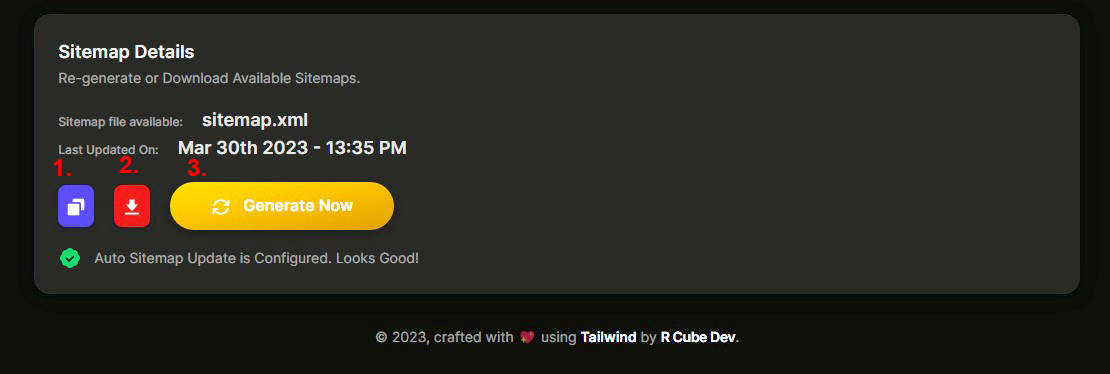 Sitemap Details
Re-generate or Download Available Sitemaps.
Sitemap file available: sitemap.xml
Last Updated On: Mar 30th 2023 - 13:35 PM
1. 2. 3.
Generate Now
Auto Sitemap Update is Configured. Looks Good!
© 2023, crafted with 💖 using Tailwind by R Cube Dev.